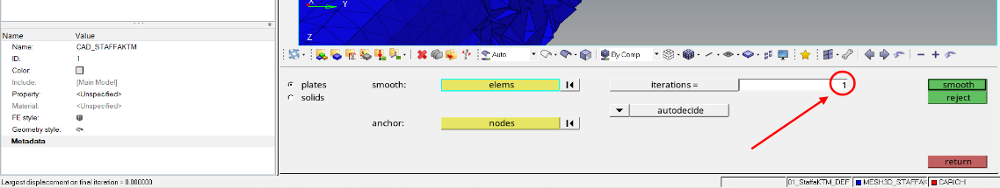 X
Y
Z
Name Value
Name: CAD_STAFFAKTM
ID: 1
Color:
Include: [Main Model]
Property: <Unspecified>
Material: <Unspecified>
FE style:
Geometry style:
Metadata
Auto
By Comp
plates
solids
smooth: elems
anchor: nodes
iterations = 1
autodecide
smooth
reject
return
Largest displacement on final iteration = 0.000000
01_StaffaKTM_DEF MESH3D_STAFFAK CARICHI